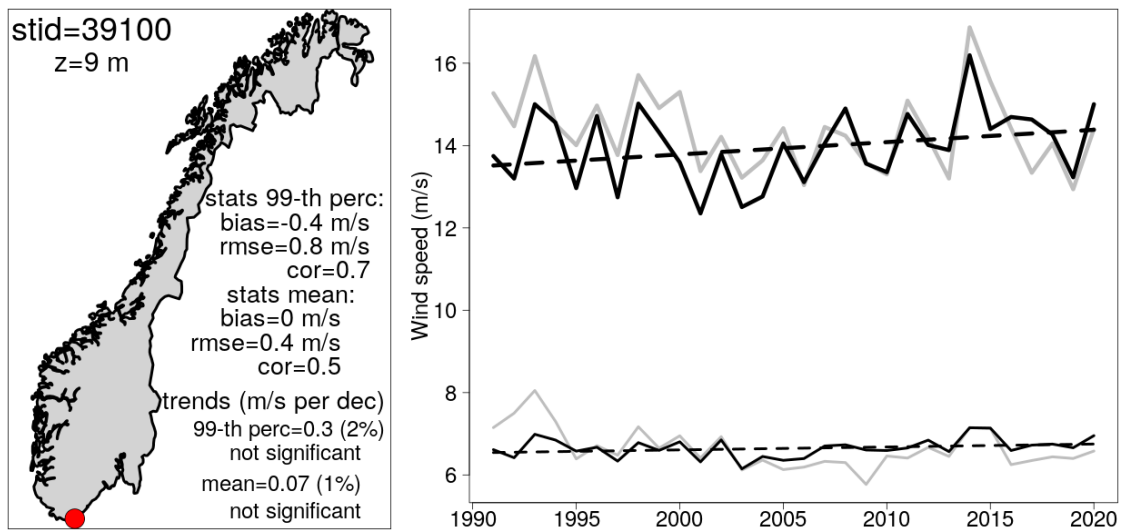 stid=39100
z=9 m
stats 99-th perc:
bias=-0.4 m/s
rmse=0.8 m/s
cor=0.7
stats mean:
bias=0 m/s
rmse=0.4 m/s
cor=0.5
trends (m/s per dec)
99-th perc=0.3 (2%)
not significant
mean=0.07 (1%)
not significant
Wind speed (m/s)
16
14
12
10
8
6
1990
1995
2000
2005
2010
2015
2020